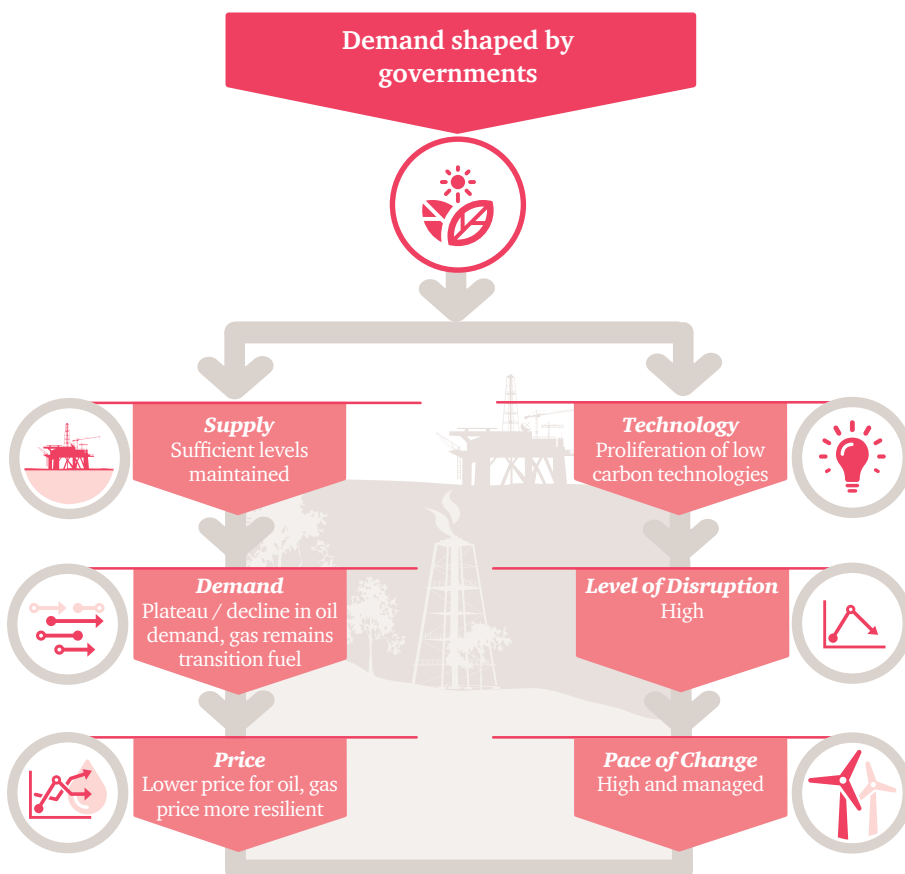 Demand shaped by
governments
Supply
Sufficient levels
maintained
Demand
Plateau / decline in oil
demand, gas remains
transition fuel
Price
Lower price for oil, gas
price more resilient
Technology
Proliferation of low
carbon technologies
Level of Disruption
High
Pace of Change
High and managed